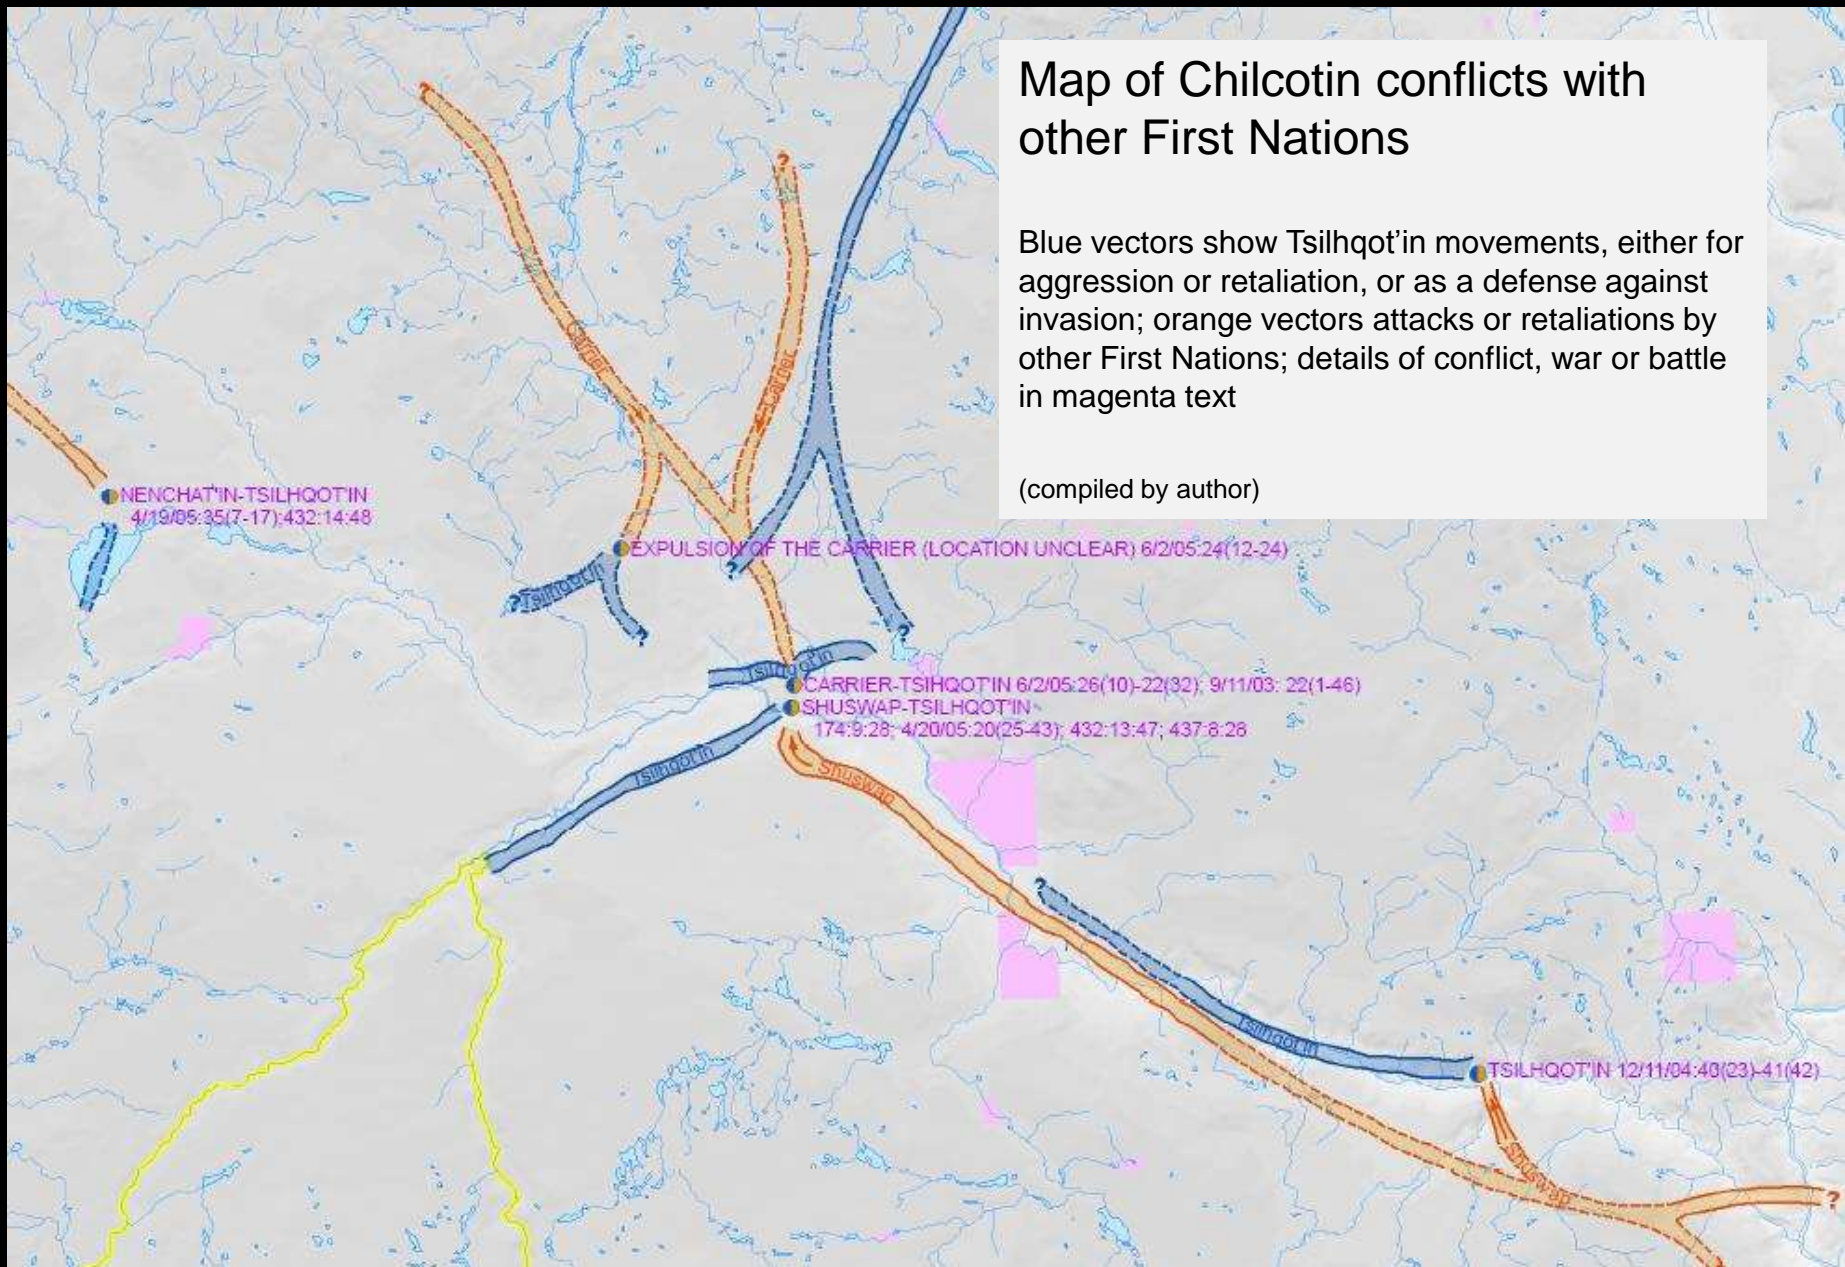 Map of Chilcotin conflicts with
other First Nations
Blue vectors show Tsilhqot’in movements, either for
aggression or retaliation, or as a defense against
invasion; orange vectors attacks or retaliations by
other First Nations; details of conflict, war or battle
in magenta text
(compiled by author)
?
?
Carrier
Carrier
NENCHAT'IN-TSILHQOT'IN
4/19/05:35(7-17);432:14:48
EXPULSION OF THE CARRIER (LOCATION UNCLEAR) 6/2/05:24(12-24)
?
?Tsilhqot'in
?
?
Tsilhqot'in
CARRIER-TSIHQOT'IN 6/2/05:26(10)-22(32); 9/11/03: 22(1-46)
SHUSWAP-TSILHQOT'IN
174:9:28; 4/20/05:20(25-43); 432:13:47; 437:8:28
Tsilhqot'in
Shuswap
?
Tsilhqot'in
TSILHQOT'IN 12/11/04:40(23)-41(42)
Shuswap
?